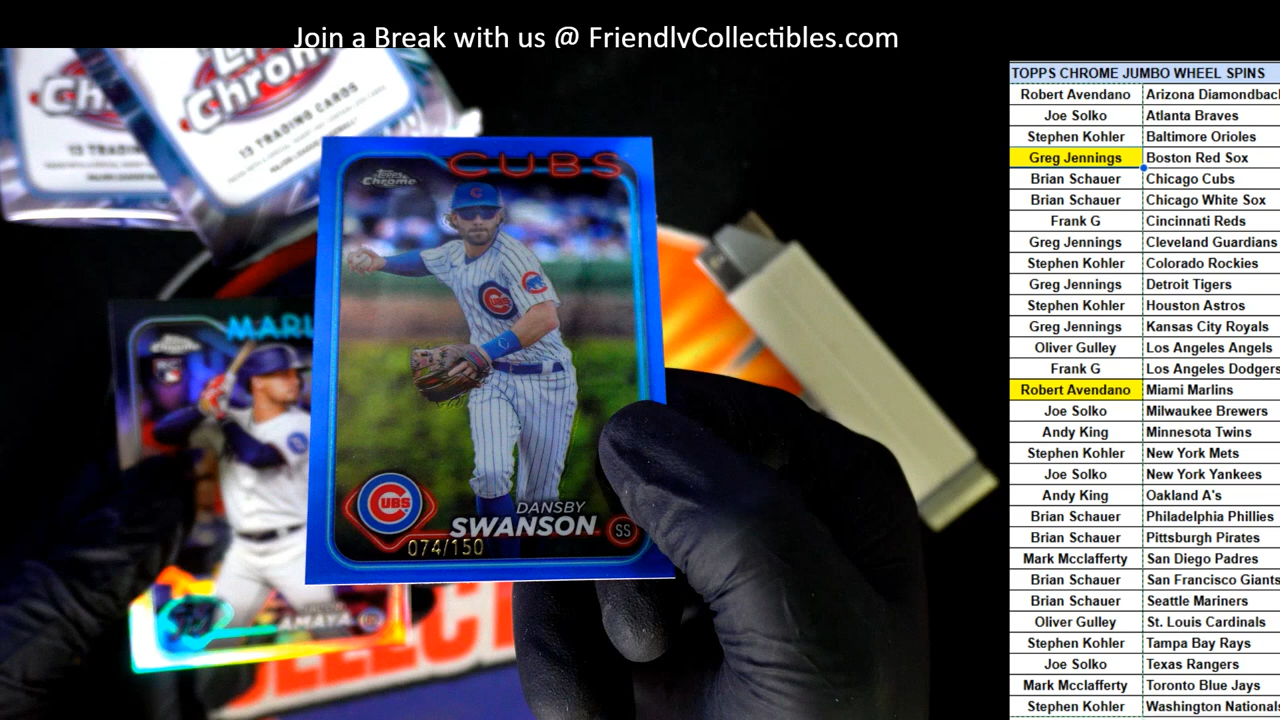 Join a Break with us @ FriendlyCollectibles.com
Chrome
13 TRADING CARDS
13 TRADIN
CUBS
Topps
Chrome
CUBS
CUBS
DANSBY
SWANSON
SS
074/150
MARL
Chrome
AMAYA
TOPPS CHROME JUMBO WHEEL SPINS
Robert Avendano Arizona Diamondbac
Joe Solko Atlanta Braves
Stephen Kohler Baltimore Orioles
Greg Jennings Boston Red Sox
Brian Schauer Chicago Cubs
Brian Schauer Chicago White Sox
Frank G Cincinnati Reds
Greg Jennings Cleveland Guardians
Stephen Kohler Colorado Rockies
Greg Jennings Detroit Tigers
Stephen Kohler Houston Astros
Greg Jennings Kansas City Royals
Oliver Gulley Los Angeles Angels
Frank G Los Angeles Dodgers
Robert Avendano Miami Marlins
Joe Solko Milwaukee Brewers
Andy King Minnesota Twins
Stephen Kohler New York Mets
Joe Solko New York Yankees
Andy King Oakland A's
Brian Schauer Philadelphia Phillies
Brian Schauer Pittsburgh Pirates
Mark Mcclafferty San Diego Padres
Brian Schauer San Francisco Giants
Brian Schauer Seattle Mariners
Oliver Gulley St. Louis Cardinals
Stephen Kohler Tampa Bay Rays
Joe Solko Texas Rangers
Mark Mcclafferty Toronto Blue Jays
Stephen Kohler Washington Nationals